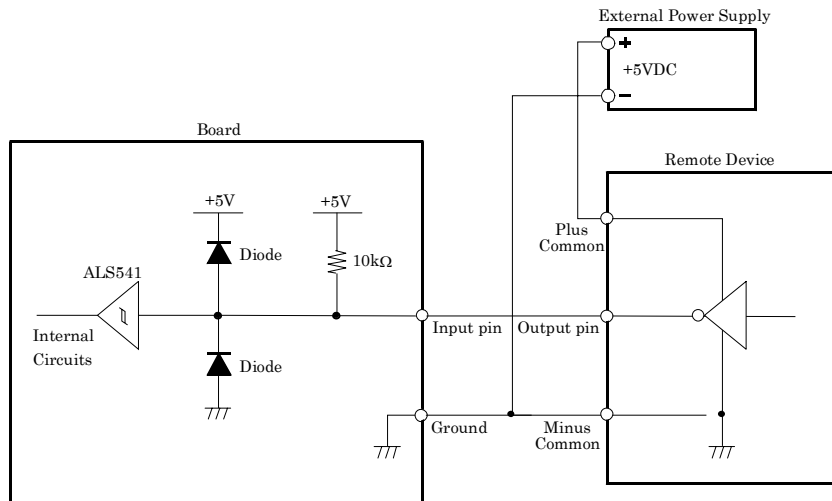 External Power Supply
+
+5VDC
−
Board
Remote Device
+5V
+5V
Plus
Common
Diode
10kΩ
ALS541
Input pin
Output pin
Internal
Circuits
Diode
Ground
Minus
Common